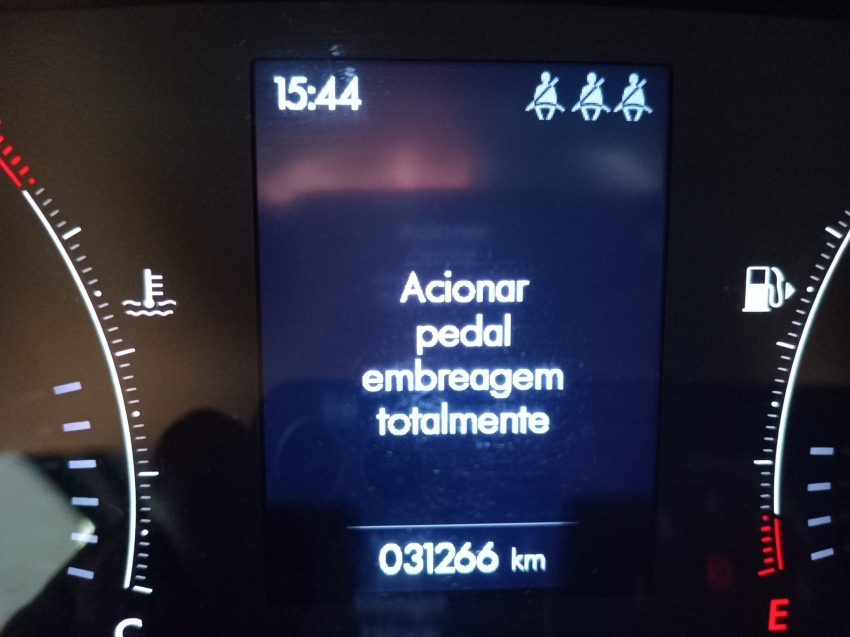 15:44
Acionar
pedal
embreagem
totalmente
031266 km
C
E